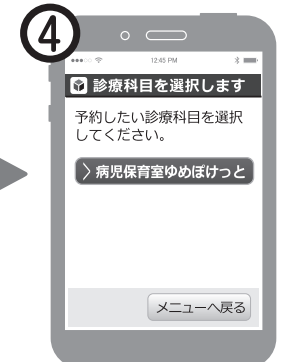 ④
12:45 PM
診療科目を選択します
予約したい診療科目を選択
してください。
〉病児保育室ゆめぽけっと
メニューへ戻る